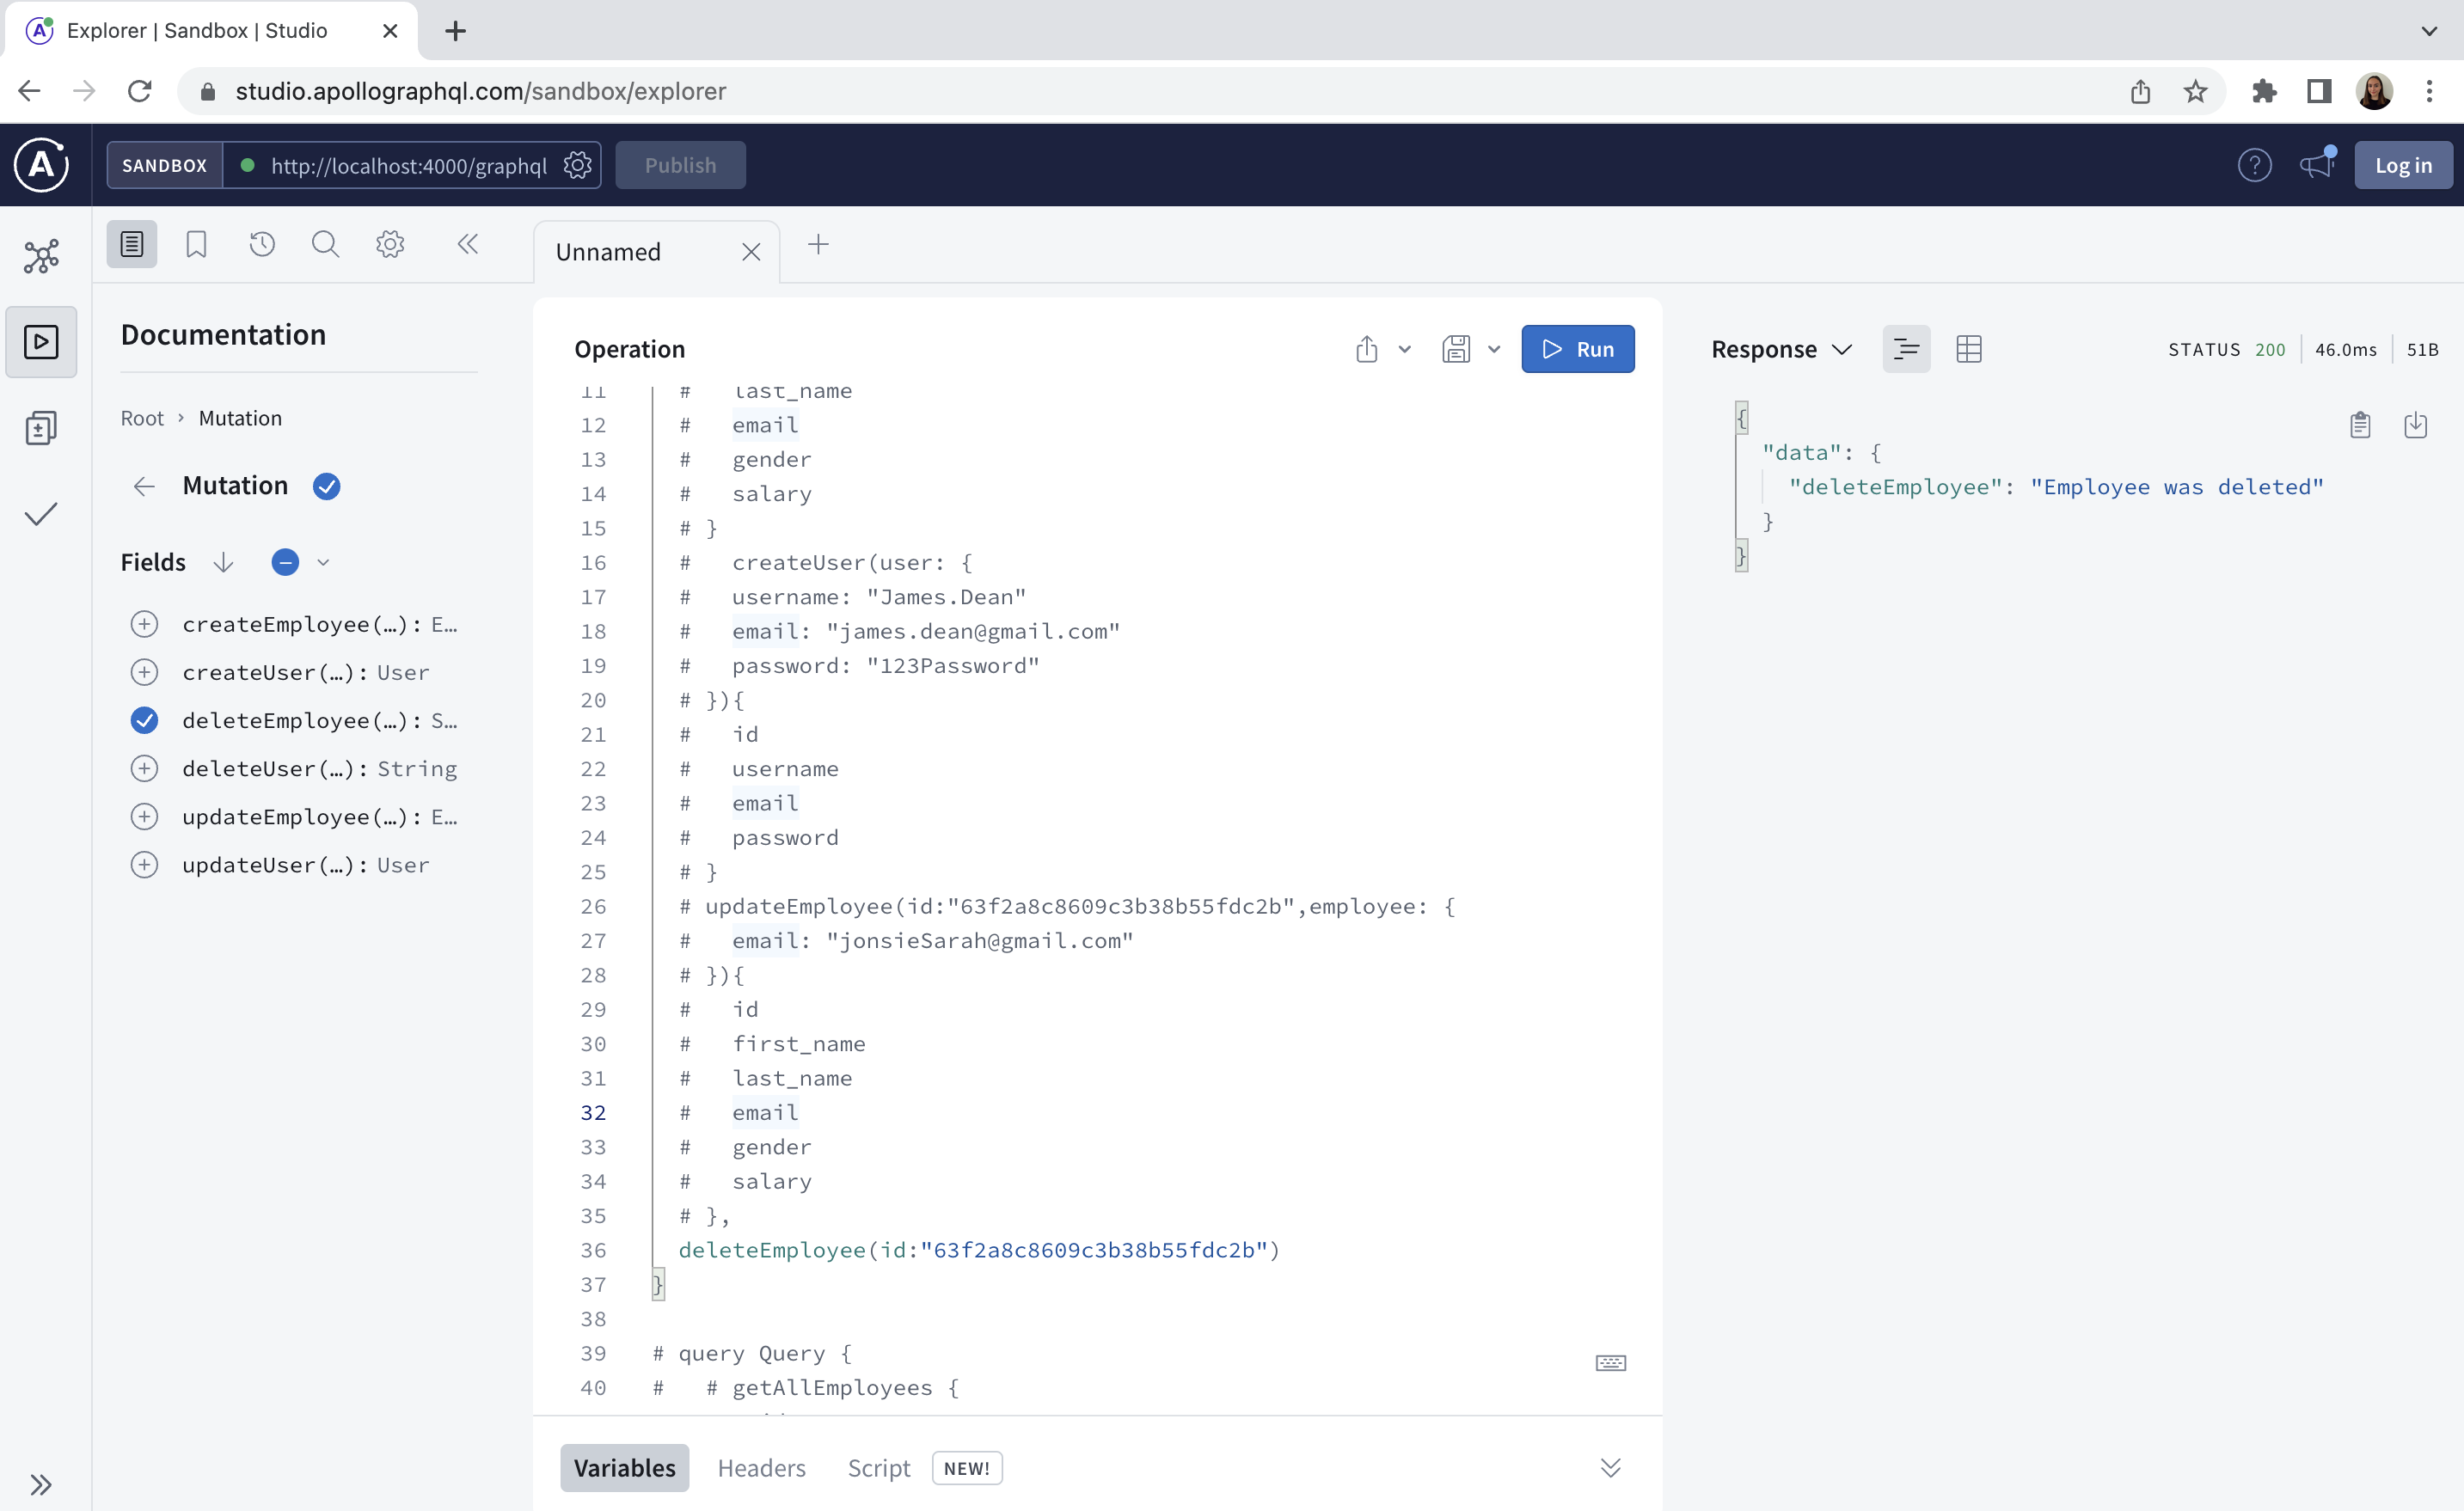 Explorer | Sandbox | Studio
studio.apollographql.com/sandbox/explorer
SANDBOX http://localhost:4000/graphql Publish Log in
Unnamed
Documentation
Root › Mutation
Mutation
Fields
createEmployee(…): E…
createUser(…): User
deleteEmployee(…): S…
deleteUser(…): String
updateEmployee(…): E…
updateUser(…): User
Operation
Run
11 # last_name
12 # email
13 # gender
14 # salary
15 # }
16 # createUser(user: {
17 # username: "James.Dean"
18 # email: "james.dean@gmail.com"
19 # password: "123Password"
20 # }){
21 # id
22 # username
23 # email
24 # password
25 # }
26 # updateEmployee(id:"63f2a8c8609c3b38b55fdc2b",employee: {
27 # email: "jonsieSarah@gmail.com"
28 # }){
29 # id
30 # first_name
31 # last_name
32 # email
33 # gender
34 # salary
35 # },
36 deleteEmployee(id:"63f2a8c8609c3b38b55fdc2b")
37 }
38
39 # query Query {
40 # # getAllEmployees {
Variables Headers Script NEW!
Response STATUS 200 46.0ms 51B
{
"data": {
"deleteEmployee": "Employee was deleted"
}
}